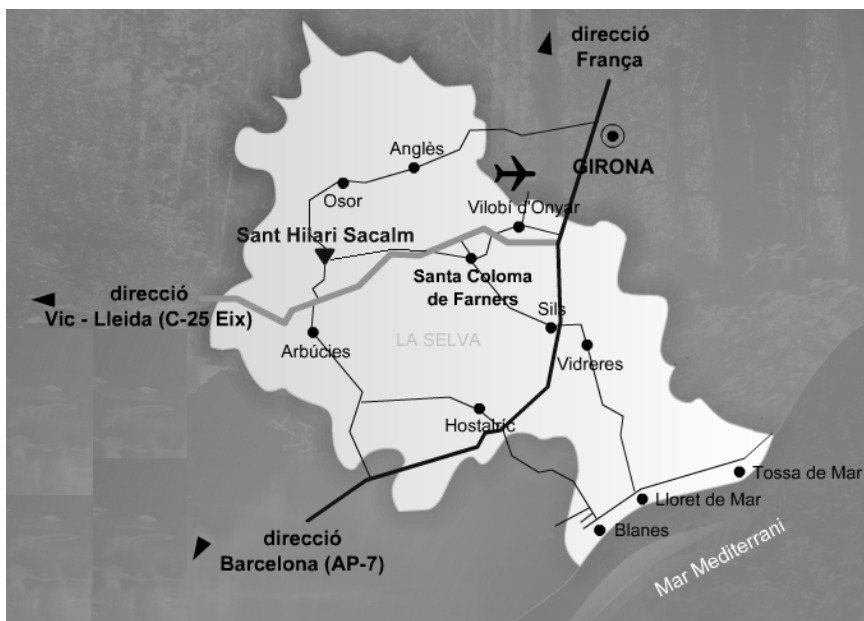 direcció
França
Anglès
GIRONA
Osor
Vilobí d'Onyar
Sant Hilari Sacalm
Santa Coloma
de Farners
direcció
Vic - Lleida (C-25 Eix)
Sils
LA SELVA
Arbúcies
Vidreres
Hostalric
Tossa de Mar
Lloret de Mar
direcció
Barcelona (AP-7)
Blanes
Mar Mediterrani